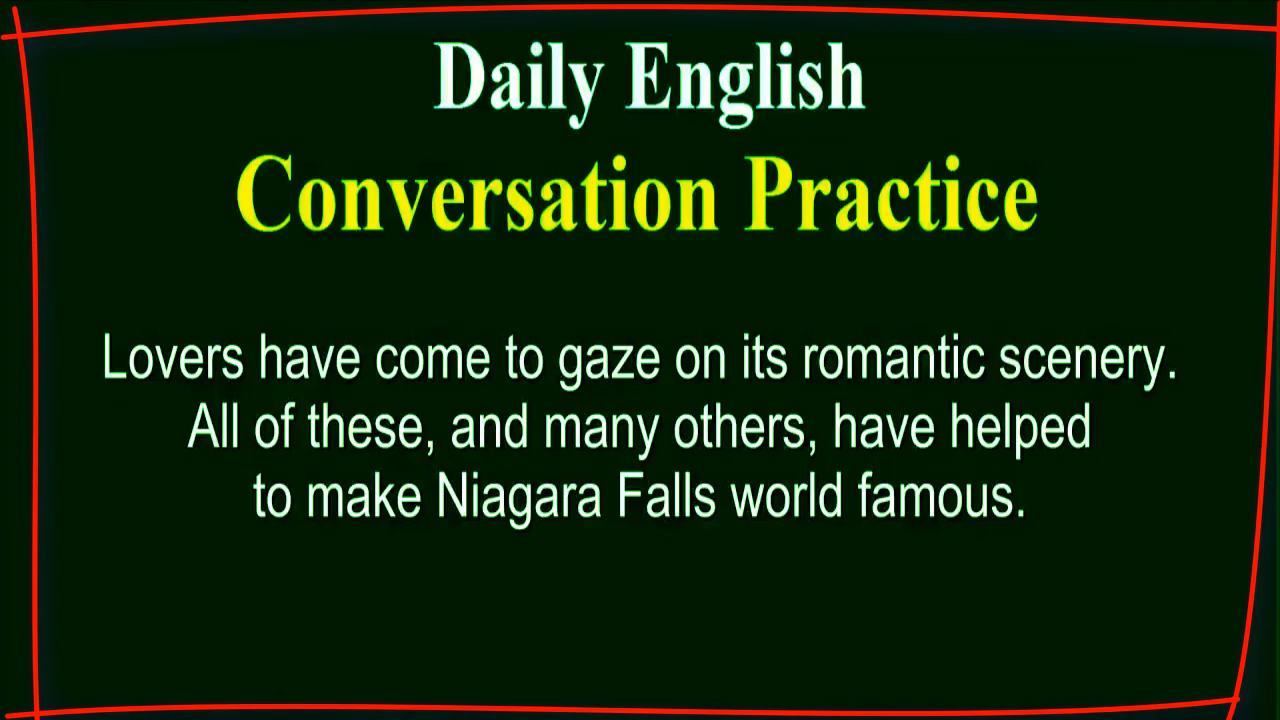 Daily English
Conversation Practice
Lovers have come to gaze on its romantic scenery.
All of these, and many others, have helped
to make Niagara Falls world famous.